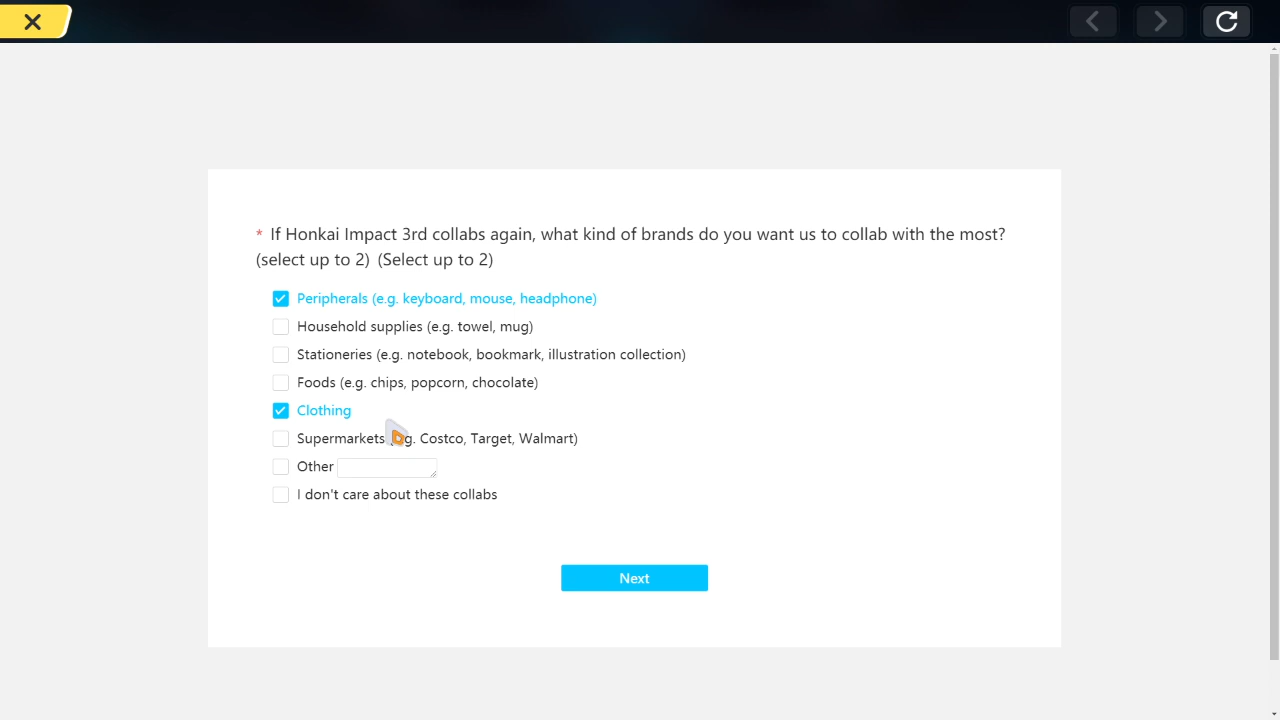 * If Honkai Impact 3rd collabs again, what kind of brands do you want us to collab with the most?
(select up to 2) (Select up to 2)
Peripherals (e.g. keyboard, mouse, headphone)
Household supplies (e.g. towel, mug)
Stationeries (e.g. notebook, bookmark, illustration collection)
Foods (e.g. chips, popcorn, chocolate)
Clothing
Supermarkets g. Costco, Target, Walmart)
Other
I don't care about these collabs
Next